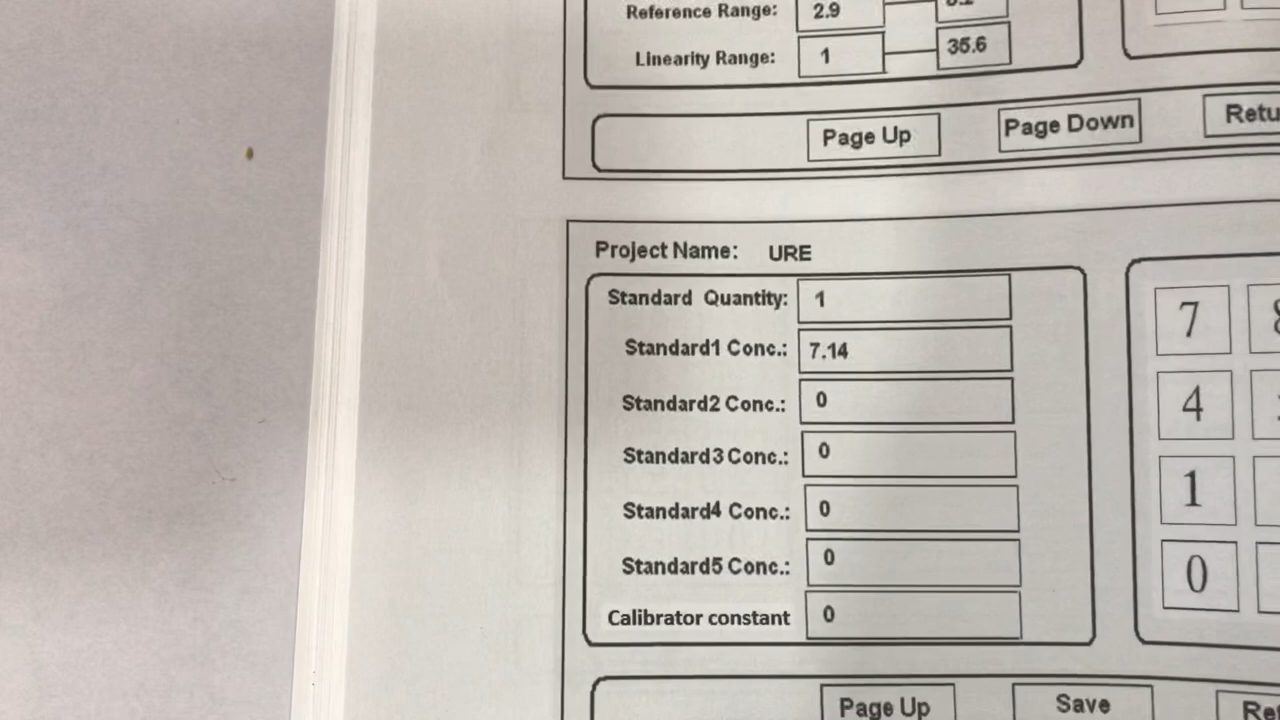 Reference Range: 2.9
Linearity Range: 1 35.6
Page Up Page Down
Project Name: URE
Standard Quantity: 1
Standard1 Conc.: 7.14
Standard2 Conc.: 0
Standard3 Conc.: 0
Standard4 Conc.: 0
Standard5 Conc.: 0
Calibrator constant 0
7
4
1
0
Page Up Save